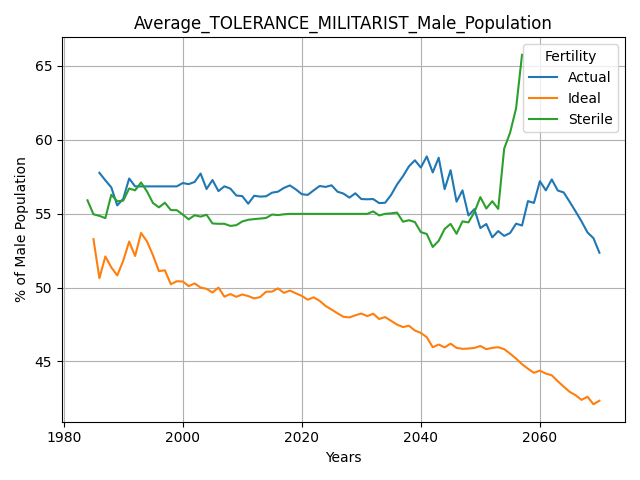 Average_TOLERANCE_MILITARIST_Male_Population
Fertility
Actual
Ideal
Sterile
% of Male Population
65
60
55
50
45
1980
2000
2020
2040
2060
Years